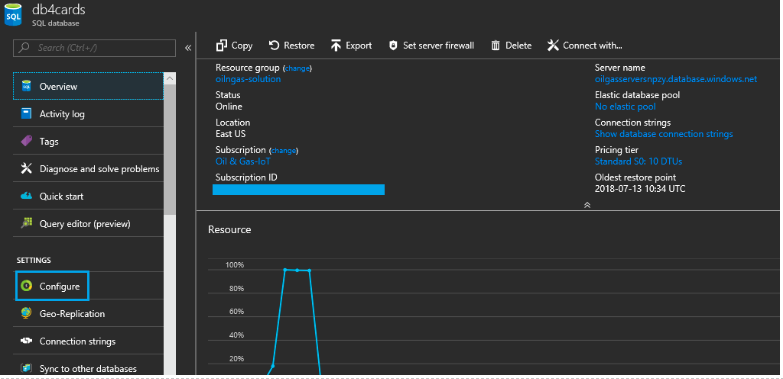 db4cards
SQL database
Search (Ctrl+/)
«
Overview
Activity log
Tags
Diagnose and solve problems
Quick start
Query editor (preview)
SETTINGS
Configure
Geo-Replication
Connection strings
Sync to other databases
Copy Restore Export Set server firewall Delete Connect with...
Resource group (change)
oilngas-solution
Status
Online
Location
East US
Subscription (change)
Oil & Gas-IoT
Subscription ID
Server name
oilgasserversnpzy.database.windows.net
Elastic database pool
No elastic pool
Connection strings
Show database connection strings
Pricing tier
Standard S0: 10 DTUs
Oldest restore point
2018-07-13 10:34 UTC
Resource
100%
80%
60%
40%
20%